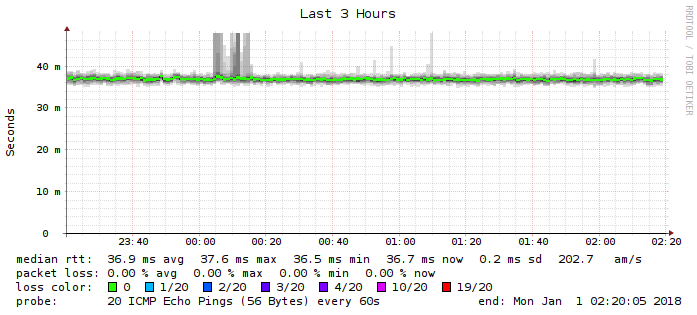 Last 3 Hours
RRDTOOL / TOBI OETIKER
Seconds
40 m
30 m
20 m
10 m
0
23:40 00:00 00:20 00:40 01:00 01:20 01:40 02:00 02:20
median rtt: 36.9 ms avg 37.6 ms max 36.5 ms min 36.7 ms now 0.2 ms sd 202.7 am/s
packet loss: 0.00 % avg 0.00 % max 0.00 % min 0.00 % now
loss color: 0 1/20 2/20 3/20 4/20 10/20 19/20
probe: 20 ICMP Echo Pings (56 Bytes) every 60s end: Mon Jan 1 02:20:05 2018